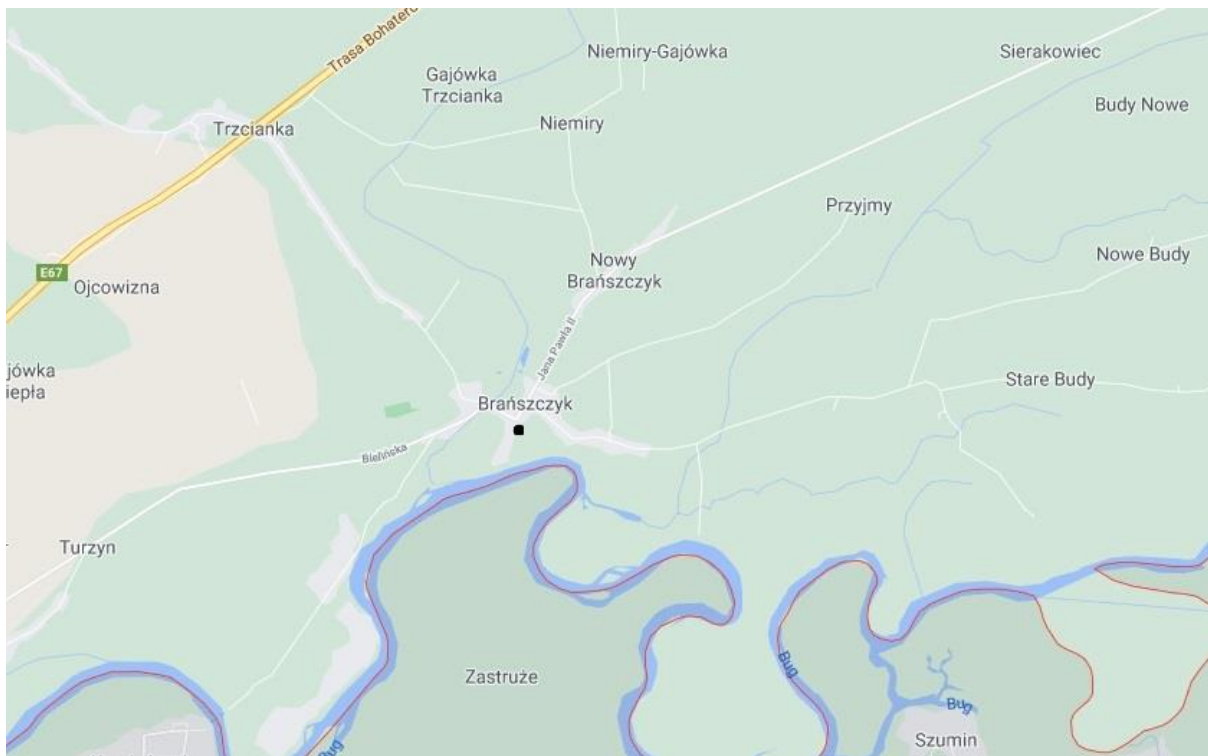 Trasa Bohater
Niemiry-Gajówka
Sierakowiec
Gajówka
Trzcianka
Budy Nowe
Trzcianka
Niemiry
Przyjmy
Nowe Budy
Nowy
Brańszczyk
E67
Ojcowizna
Jana Pawła II
jówka
iepła
Stare Budy
Brańszczyk
Bielińska
Turzyn
Zastruże
Bug
Bug
Bug
Szumin